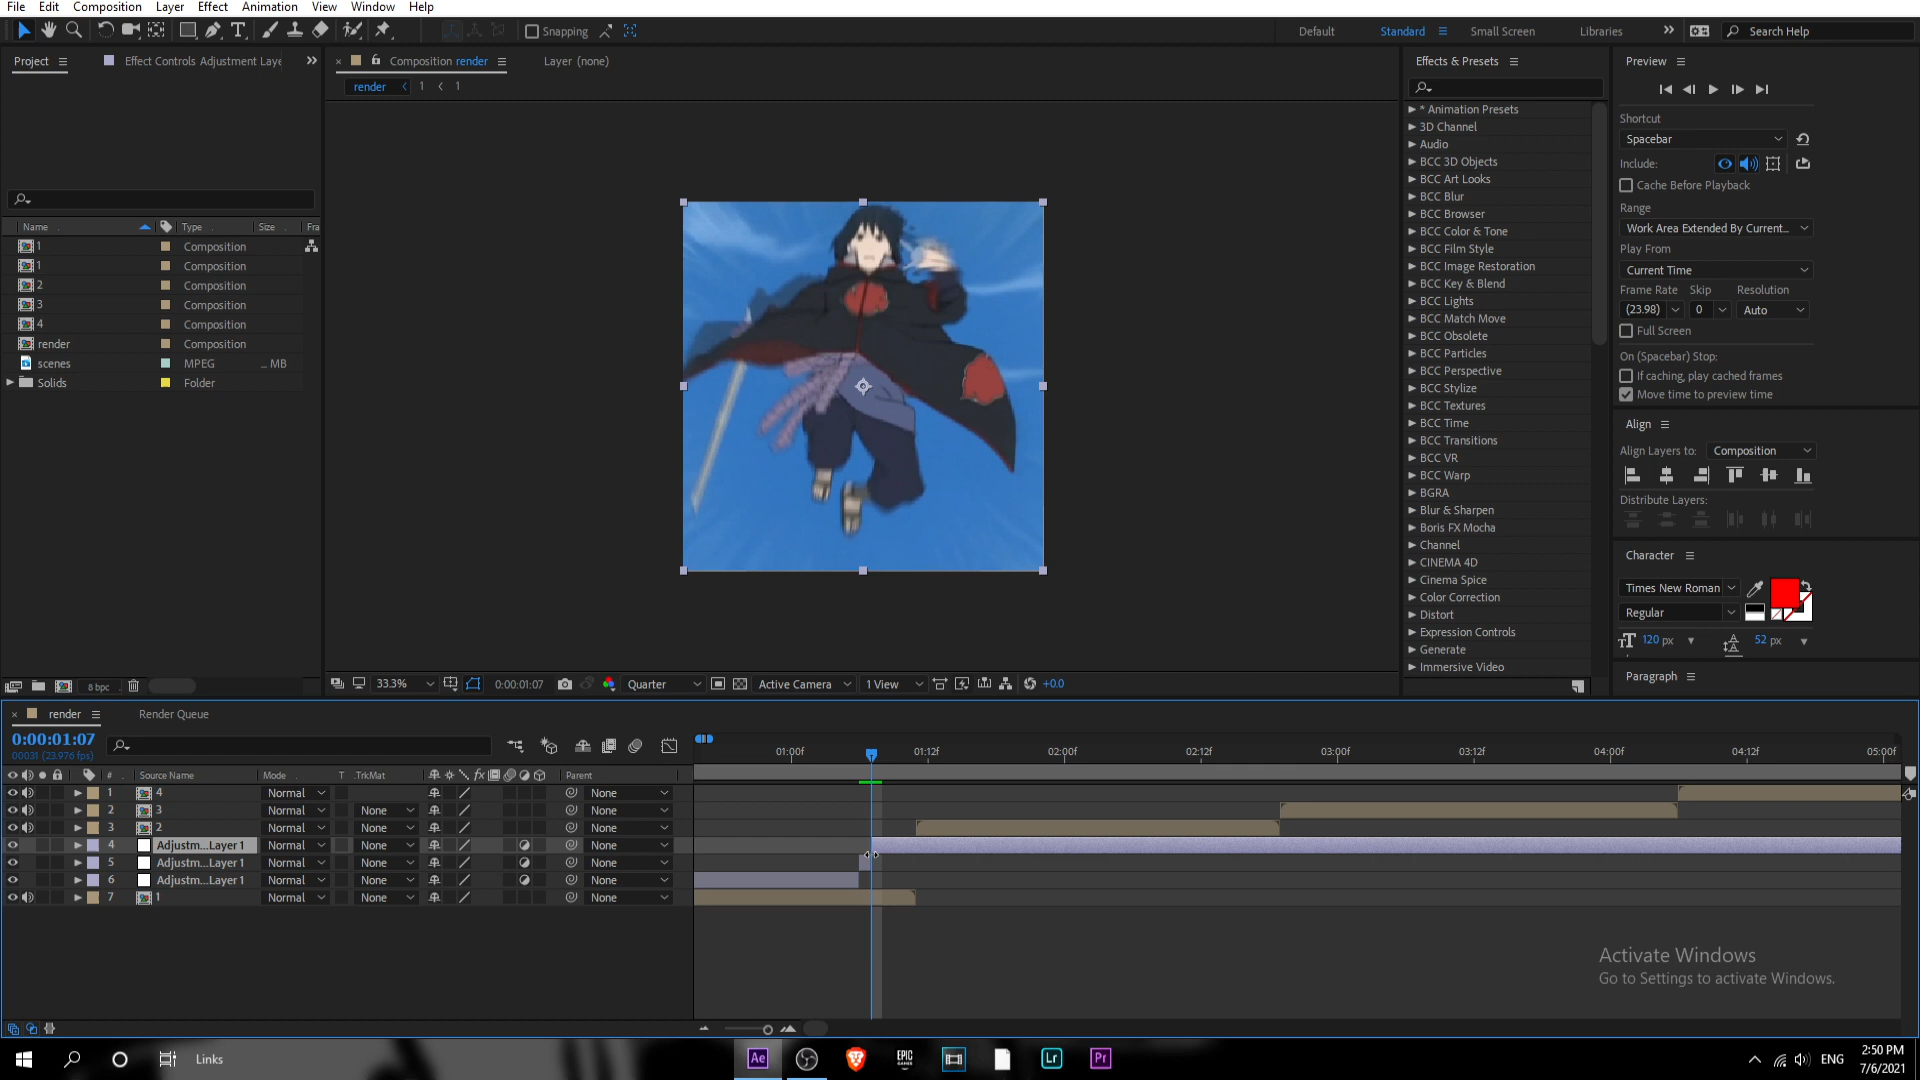 File Edit Composition Layer Effect Animation View Window Help
Snapping Default Standard Small Screen Libraries Search Help
Project Effect Controls Adjustment Laye
Composition render Layer (none)
render 1 1
Name Type Size Fra
1 Composition
1 Composition
2 Composition
3 Composition
4 Composition
render Composition
scenes MPEG ... MB
Solids Folder
8 bpc
33.3% 0:00:01:07 Quarter Active Camera 1 View +0.0
Effects & Presets
* Animation Presets
3D Channel
Audio
BCC 3D Objects
BCC Art Looks
BCC Blur
BCC Browser
BCC Color & Tone
BCC Film Style
BCC Image Restoration
BCC Key & Blend
BCC Lights
BCC Match Move
BCC Obsolete
BCC Particles
BCC Perspective
BCC Stylize
BCC Textures
BCC Time
BCC Transitions
BCC VR
BCC Warp
BGRA
Blur & Sharpen
Boris FX Mocha
Channel
CINEMA 4D
Cinema Spice
Color Correction
Distort
Expression Controls
Generate
Immersive Video
Preview
Shortcut
Spacebar
Include:
Cache Before Playback
Range
Work Area Extended By Current...
Play From
Current Time
Frame Rate Skip Resolution
(23.98) 0 Auto
Full Screen
On (Spacebar) Stop:
If caching, play cached frames
Move time to preview time
Align
Align Layers to: Composition
Distribute Layers:
Character
Times New Roman
Regular
120 px 52 px
Paragraph
render Render Queue
0:00:01:07
00031 (23.976 fps)
01:00f 01:12f 02:00f 02:12f 03:00f 03:12f 04:00f 04:12f 05:00f
# Source Name Mode T .TrkMat fx Parent
1 4 Normal None
2 3 Normal None None
3 2 Normal None None
4 Adjustm...Layer 1 Normal None None
5 Adjustm...Layer 1 Normal None None
6 Adjustm...Layer 1 Normal None None
7 1 Normal None None
Activate Windows
Go to Settings to activate Windows.
Links Ae EPIC GAMES Lr Pr ENG 2:50 PM
7/6/2021